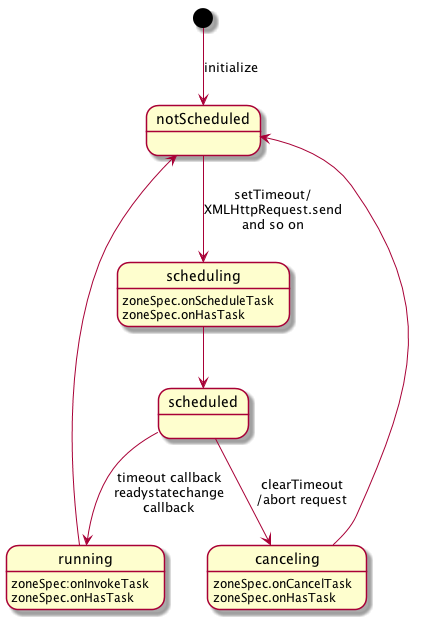 initialize
notScheduled
setTimeout/
XMLHttpRequest.send
and so on
scheduling
zoneSpec.onScheduleTask
zoneSpec.onHasTask
scheduled
timeout callback
readystatechange
callback
clearTimeout
/abort request
running
zoneSpec:onInvokeTask
zoneSpec.onHasTask
canceling
zoneSpec.onCancelTask
zoneSpec.onHasTask